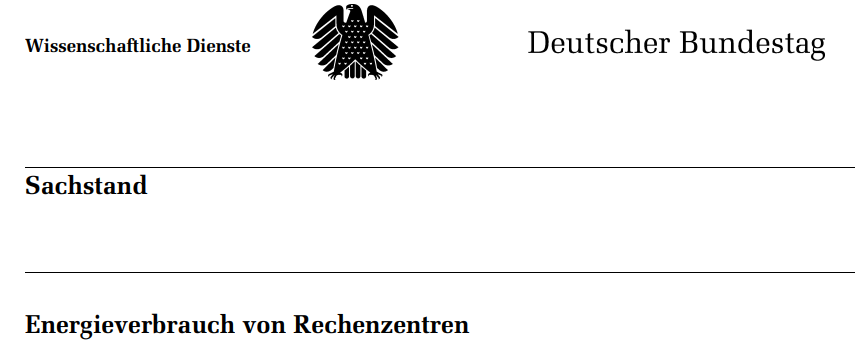 Wissenschaftliche Dienste
Deutscher Bundestag
Sachstand
Energieverbrauch von Rechenzentren